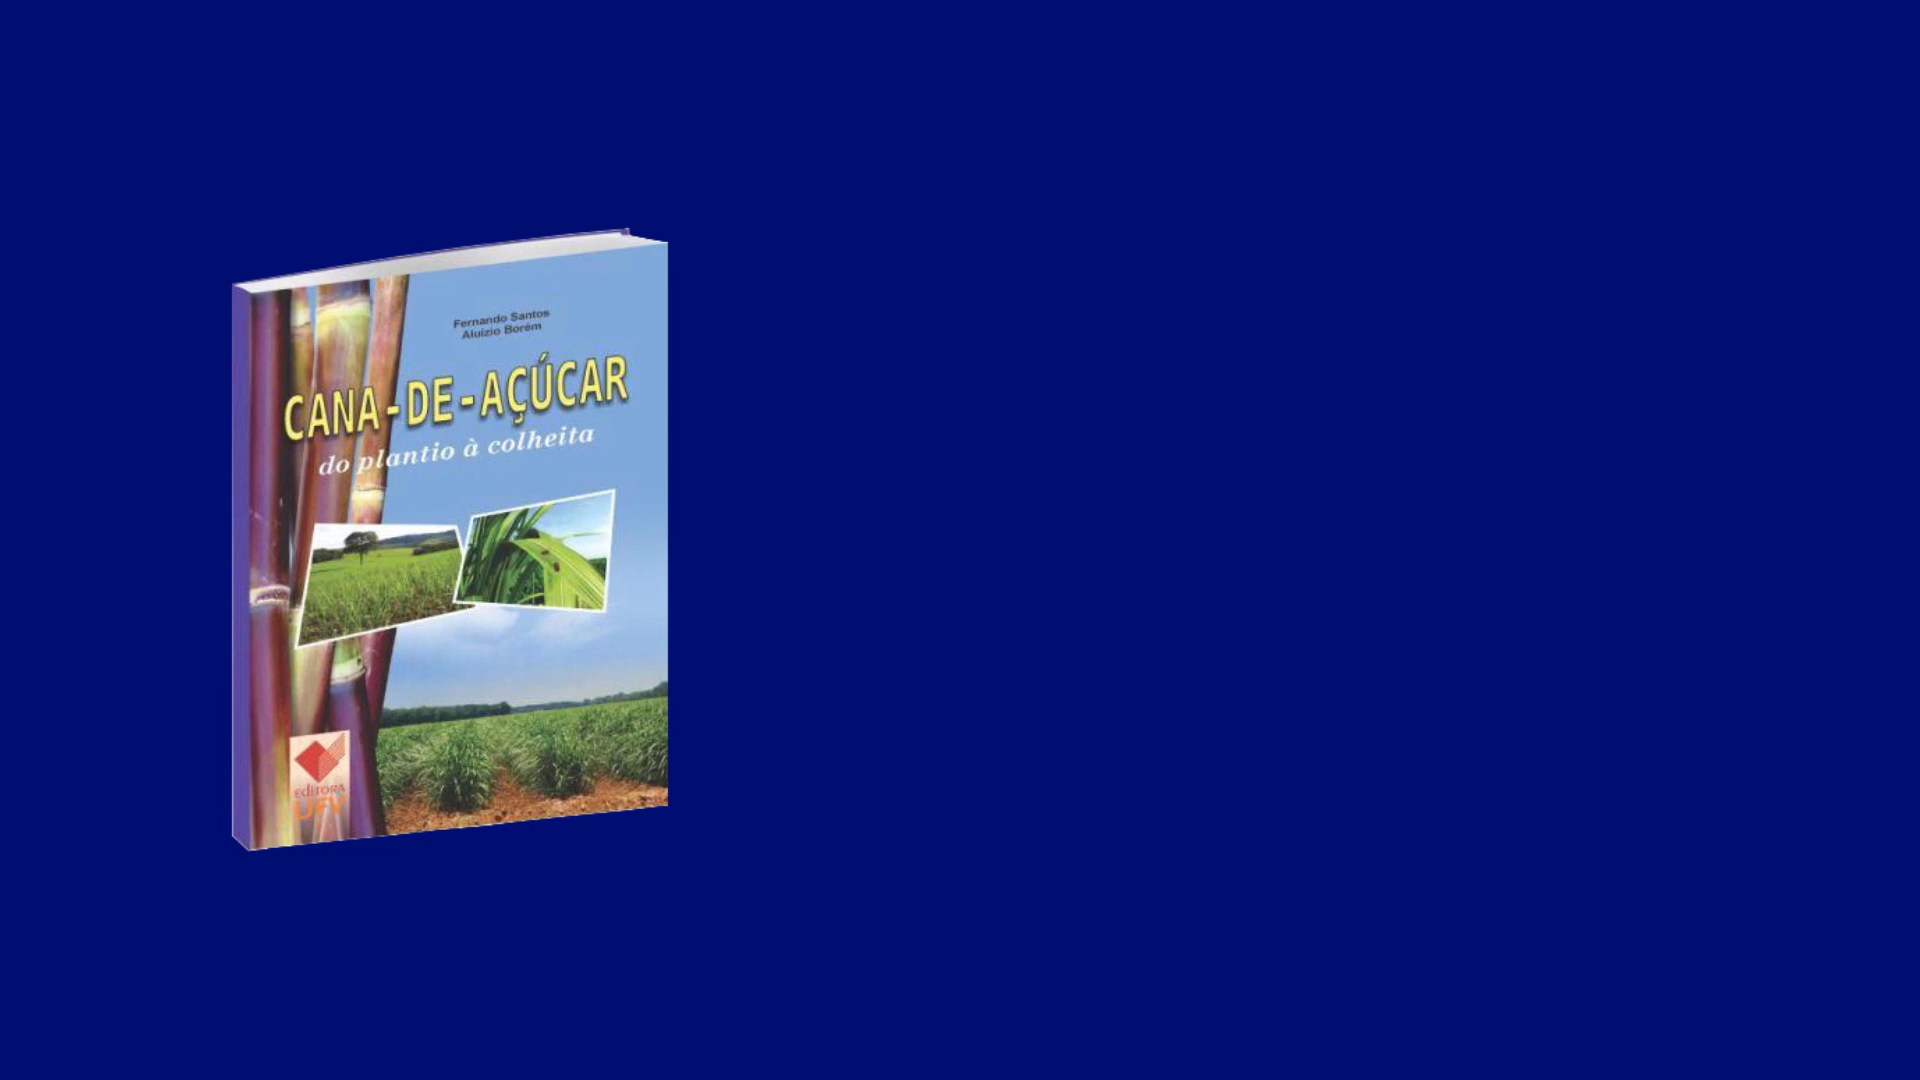 Fernando Santos
Aluízio Borém
CANA-DE-AÇÚCAR
do plantio à colheita
EDITORA
UFV